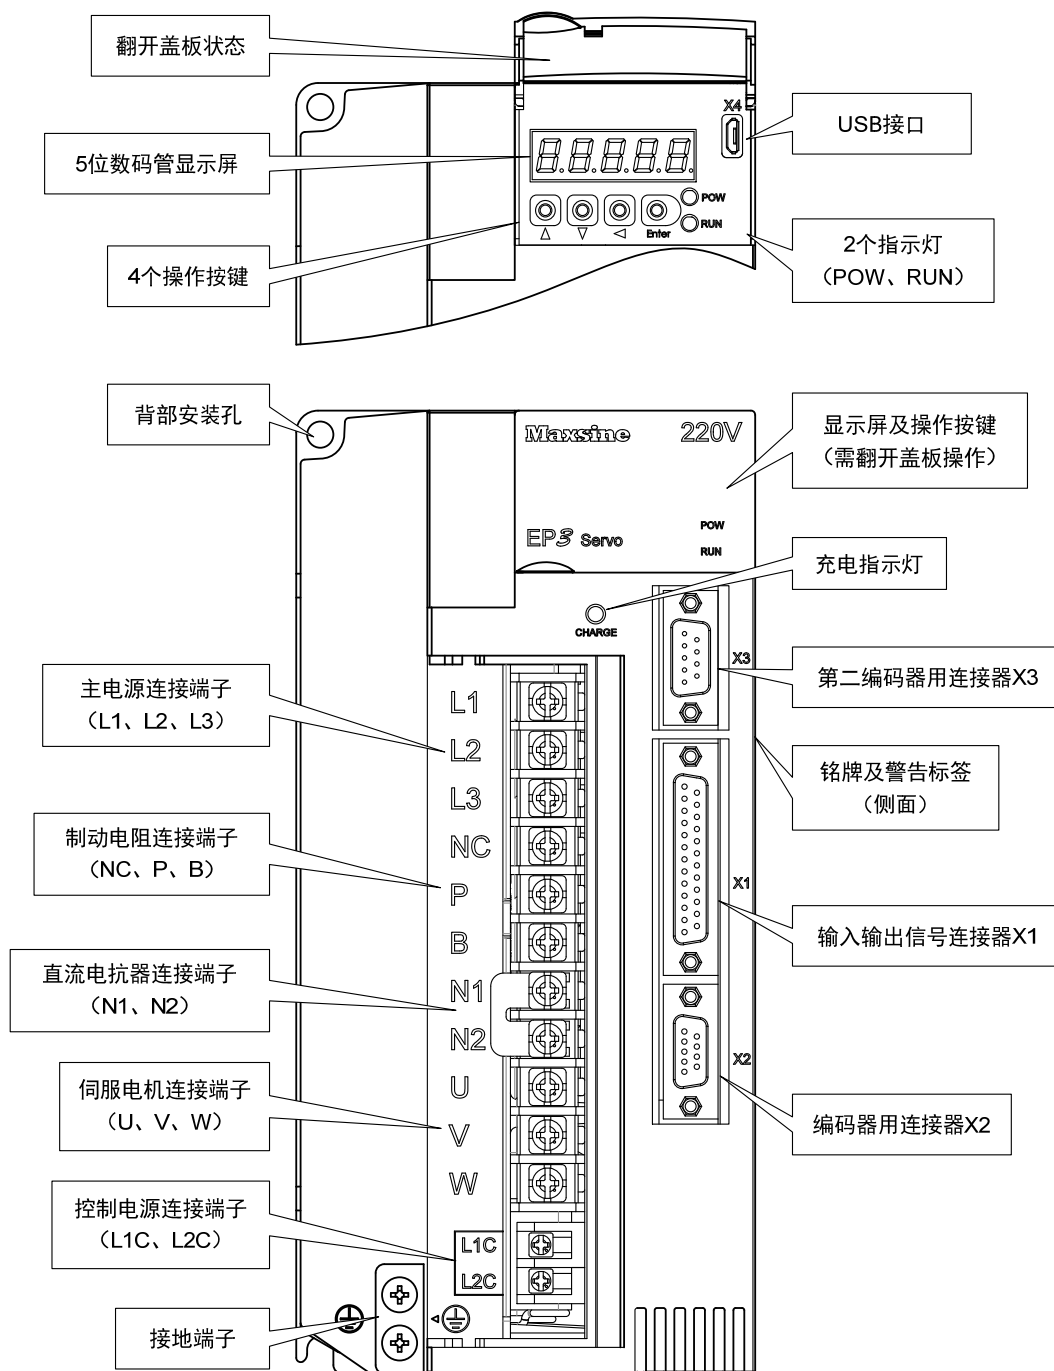 翻开盖板状态
X4
USB接口
5位数码管显示屏
8.8.8.8.8.
POW
RUN
Enter
4个操作按键
2个指示灯
（POW、RUN）
背部安装孔
Maxsine
220V
显示屏及操作按键
（需翻开盖板操作）
POW
EP3 Servo
RUN
充电指示灯
CHARGE
X3
第二编码器用连接器X3
主电源连接端子
（L1、L2、L3）
L1
L2
L3
铭牌及警告标签
（侧面）
制动电阻连接端子
（NC、P、B）
NC
P
B
X1
输入输出信号连接器X1
直流电抗器连接端子
（N1、N2）
N1
N2
X2
伺服电机连接端子
（U、V、W）
U
V
W
编码器用连接器X2
控制电源连接端子
（L1C、L2C）
L1C
L2C
接地端子